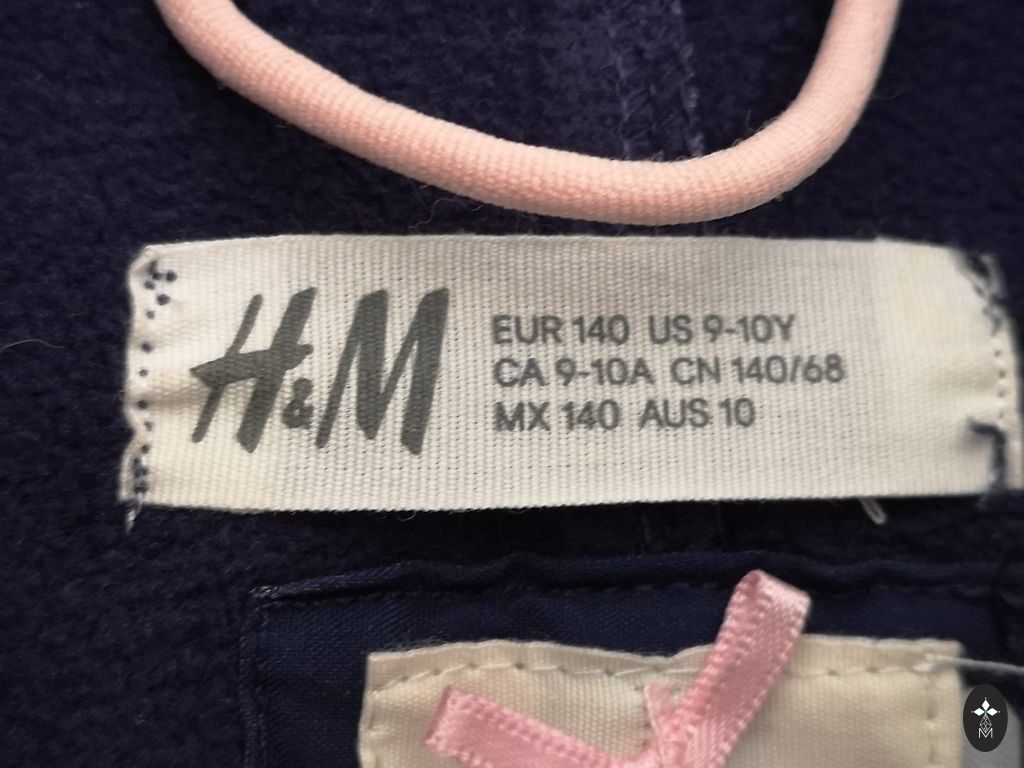 H&M
EUR 140 US 9-10Y
CA 9-10A CN 140/68
MX 140 AUS 10
M